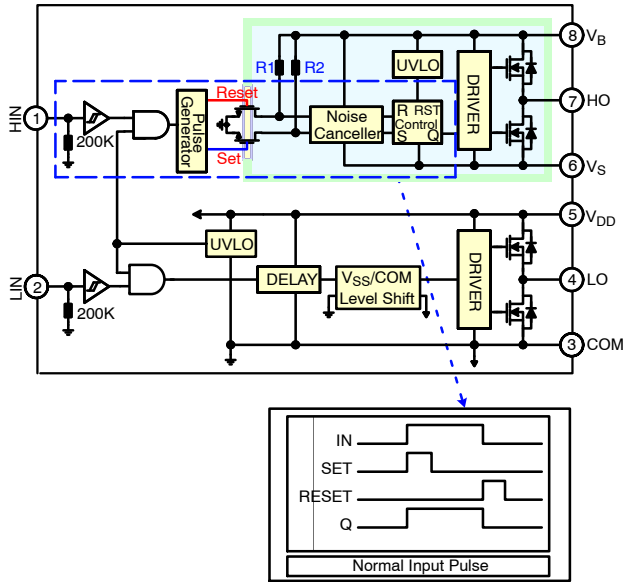 8 VB
R1 R2
UVLO
DRIVER
Reset
HIN
1
7 HO
Pulse
Generator
Noise
Canceller
R RST
Control
S Q
200K
Set
6 VS
5 VDD
UVLO
LIN
2
DELAY
VSS/COM
Level Shift
DRIVER
4 LO
200K
3 COM
IN
SET
RESET
Q
Normal Input Pulse